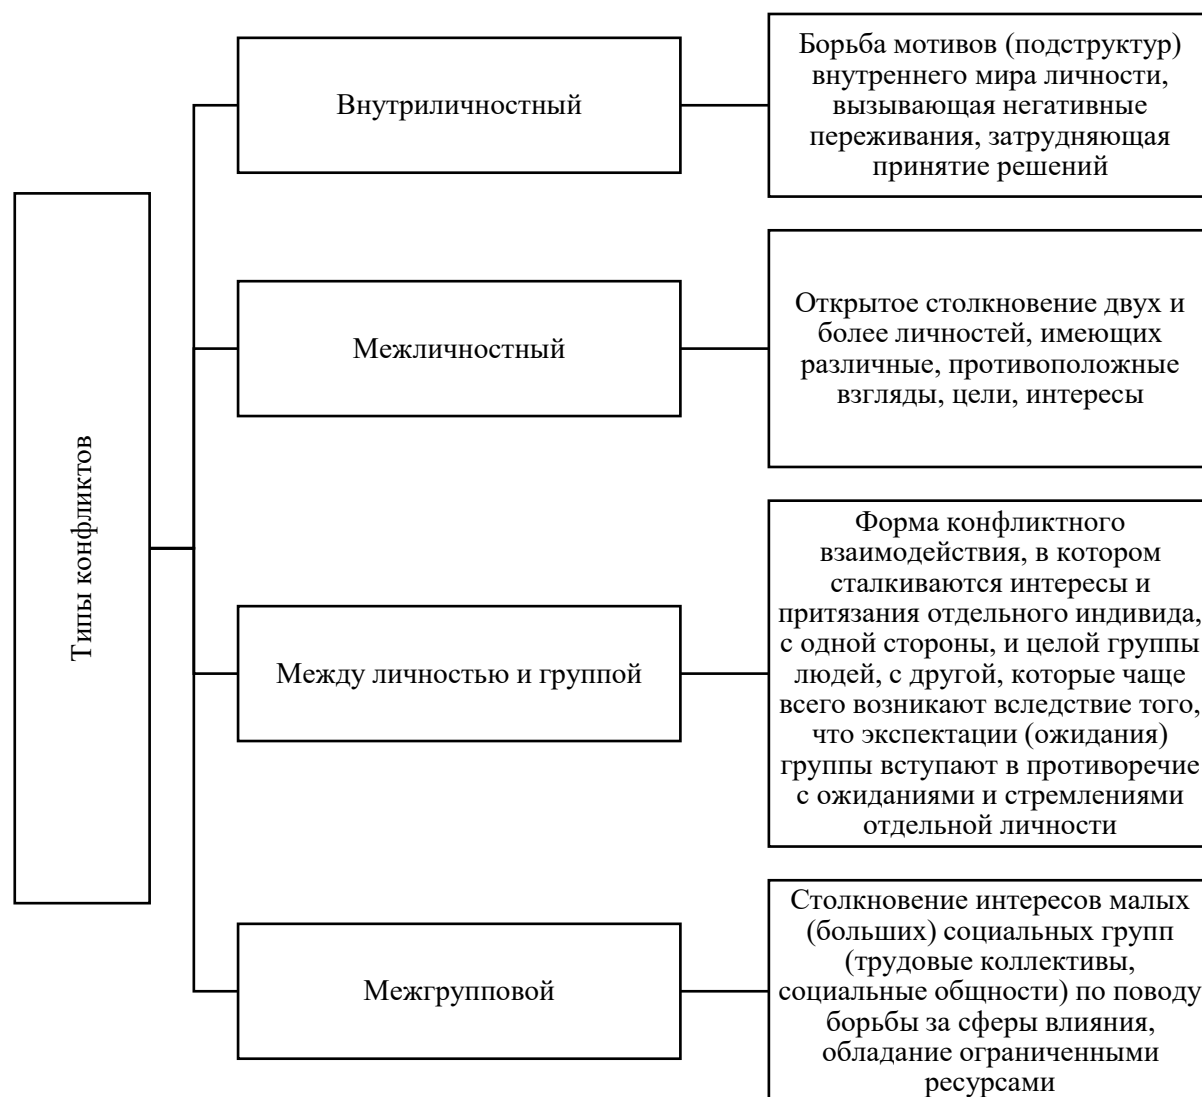 Типы конфликтов
Внутриличностный
Борьба мотивов (подструктур)
внутреннего мира личности,
вызывающая негативные
переживания, затрудняющая
принятие решений
Межличностный
Открытое столкновение двух и
более личностей, имеющих
различные, противоположные
взгляды, цели, интересы
Между личностью и группой
Форма конфликтного
взаимодействия, в котором
сталкиваются интересы и
притязания отдельного индивида,
с одной стороны, и целой группы
людей, с другой, которые чаще
всего возникают вследствие того,
что экспектации (ожидания)
группы вступают в противоречие
с ожиданиями и стремлениями
отдельной личности
Межгрупповой
Столкновение интересов малых
(больших) социальных групп
(трудовые коллективы,
социальные общности) по поводу
борьбы за сферы влияния,
обладание ограниченными
ресурсами